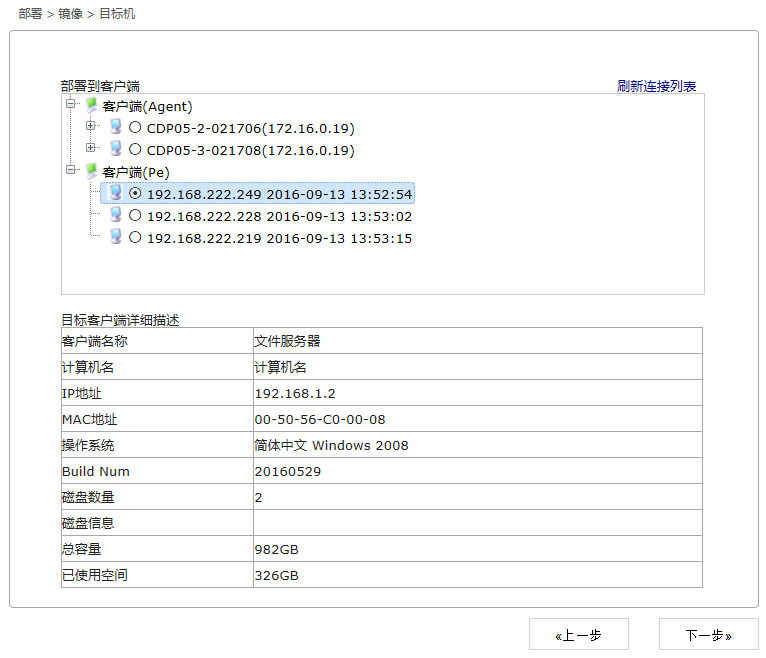 部署 > 镜像 > 目标机
部署到客户端 刷新连接列表
客户端(Agent)
CDP05-2-021706(172.16.0.19)
CDP05-3-021708(172.16.0.19)
客户端(Pe)
192.168.222.249 2016-09-13 13:52:54
192.168.222.228 2016-09-13 13:53:02
192.168.222.219 2016-09-13 13:53:15
目标客户端详细描述
客户端名称 文件服务器
计算机名 计算机名
IP地址 192.168.1.2
MAC地址 00-50-56-C0-00-08
操作系统 简体中文 Windows 2008
Build Num 20160529
磁盘数量 2
磁盘信息
总容量 982GB
已使用空间 326GB
«上一步 下一步»